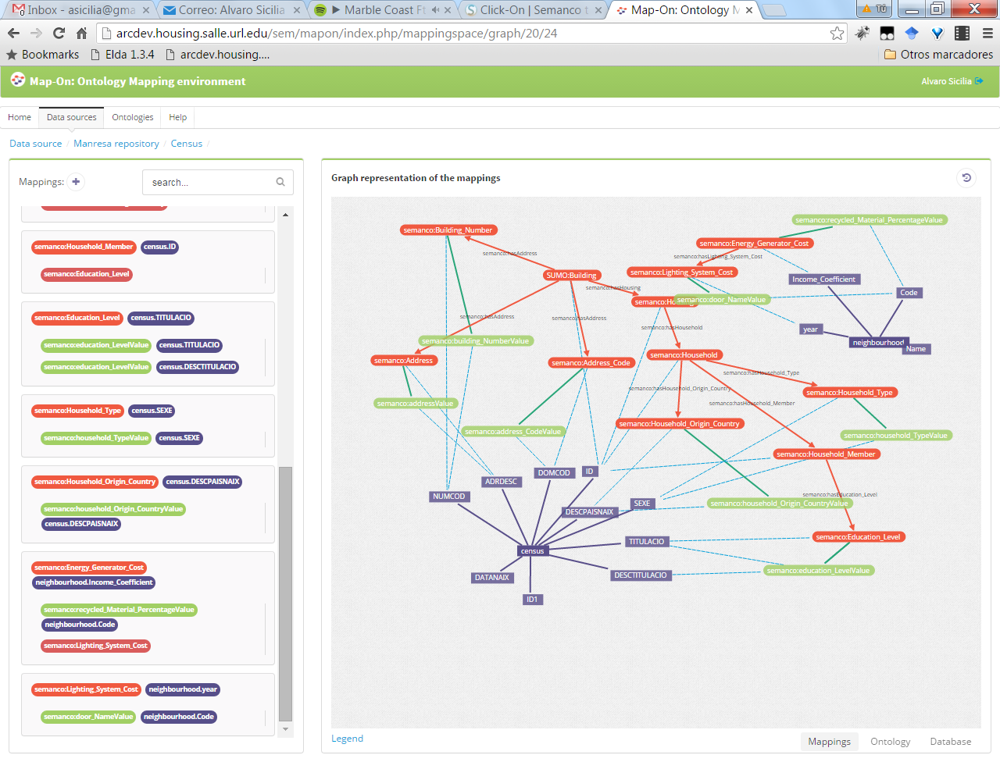 Inbox - asicilia@gma
Correo: Alvaro Sicilia
Marble Coast Ft
Click-On | Semanco t
Map-On: Ontology M
Tú
arcdev.housing.salle.url.edu/sem/mapon/index.php/mappingspace/graph/20/24
Bookmarks
Elda 1.3.4
arcdev.housing....
Otros marcadores
Map-On: Ontology Mapping environment
Alvaro Sicilia
Home
Data sources
Ontologies
Help
Data source / Manresa repository / Census /
Mappings:
search...
semanco:Household_Member census.ID
semanco:Education_Level
semanco:Education_Level census.TITULACIO
semanco:education_LevelValue census.TITULACIO
semanco:education_LevelValue census.DESCTITULACIO
semanco:Household_Type census.SEXE
semanco:household_TypeValue census.SEXE
semanco:Household_Origin_Country census.DESCPAISNAIX
semanco:household_Origin_CountryValue
census.DESCPAISNAIX
semanco:Energy_Generator_Cost
neighbourhood.Income_Coefficient
semanco:recycled_Material_PercentageValue
neighbourhood.Code
semanco:Lighting_System_Cost
semanco:Lighting_System_Cost neighbourhood.year
semanco:door_NameValue neighbourhood.Code
Graph representation of the mappings
semanco:recycled_Material_PercentageValue
semanco:Building_Number
semanco:Energy_Generator_Cost
semanco:hasAddress
semanco:hasLighting_System_Cost
SUMO:Building
semanco:Lighting_System_Cost
Income_Coefficient
semanco:hasHousing
Code
semanco:door_NameValue
semanco:hasAddress
semanco:hasAddress
semanco:hasHousehold
year
semanco:building_NumberValue
neighbourhood
Name
semanco:Household
semanco:Address
semanco:Address_Code
semanco:hasHousehold_Type
semanco:hasHousehold_Origin_Country
semanco:Household_Type
semanco:addressValue
semanco:hasHousehold_Member
semanco:Household_Origin_Country
semanco:address_CodeValue
semanco:household_TypeValue
semanco:Household_Member
DOMCOD
ID
ADRDESC
NUMCOD
semanco:hasEducation_Level
SEXE
semanco:household_Origin_CountryValue
DESCPAISNAIX
semanco:Education_Level
TITULACIO
census
semanco:education_LevelValue
DESCTITULACIO
DATANAIX
ID1
Legend
Mappings
Ontology
Database